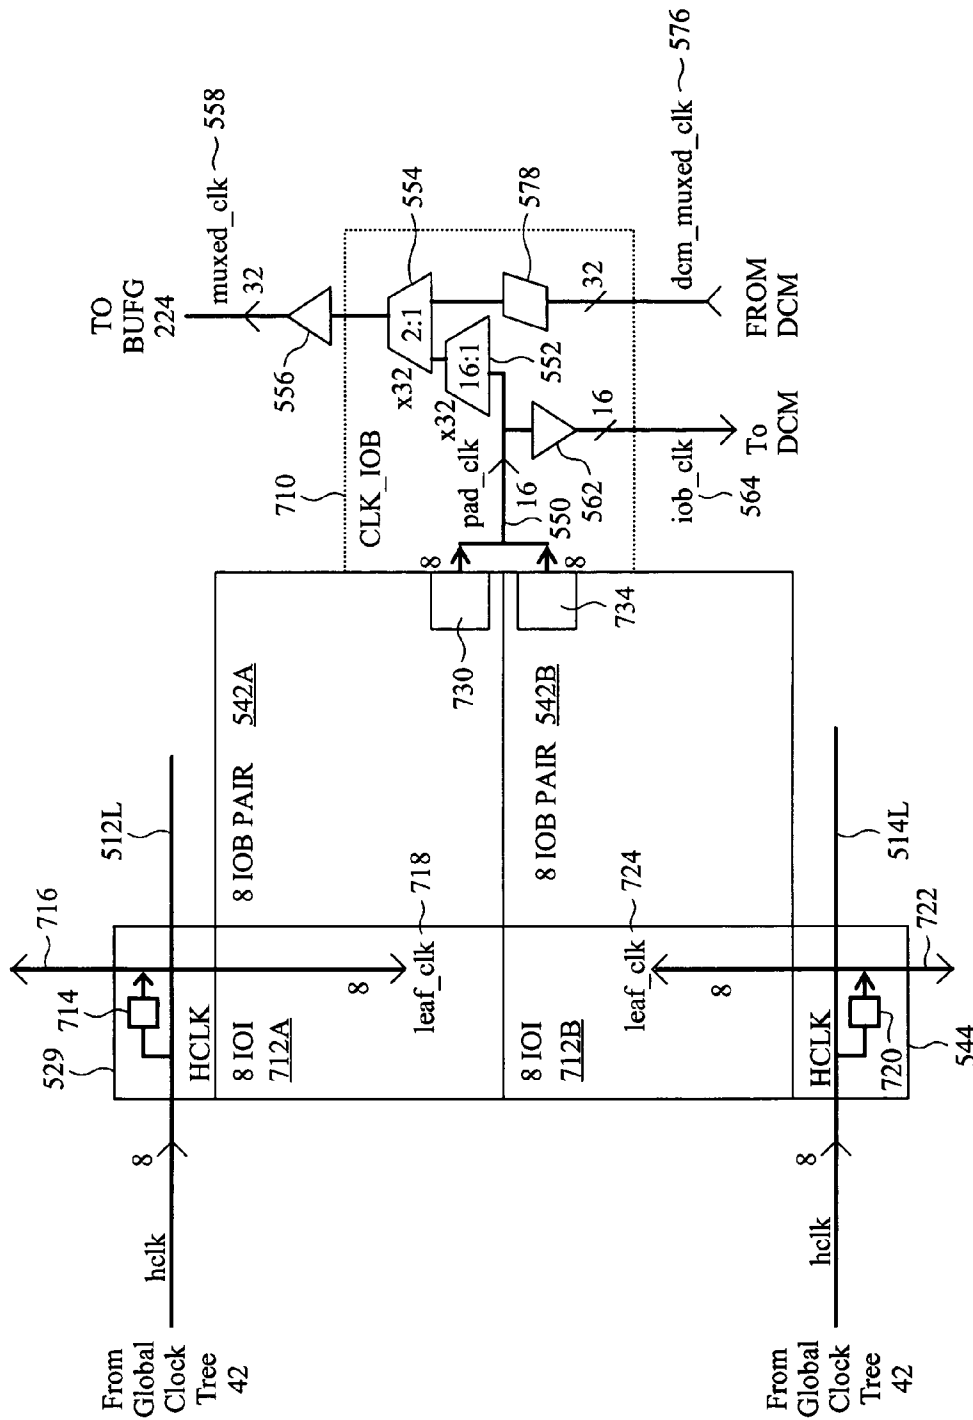 From
Global
Clock
Tree
42
hclk
8
529
714
716
HCLK
8 IOI
712A
8
leaf_clk
718
512L
8 IOB PAIR
542A
730
8
8
734
710
CLK_IOB
pad_clk
16
550
x32
16:1
552
x32
2:1
554
556
TO
BUFG
224
muxed_clk
558
32
578
32
dcm_muxed_clk
576
FROM
DCM
562
16
iob_clk
564
To
DCM
8 IOB PAIR
542B
8 IOI
712B
leaf_clk
724
8
HCLK
720
722
544
514L
From
Global
Clock
Tree
42
hclk
8